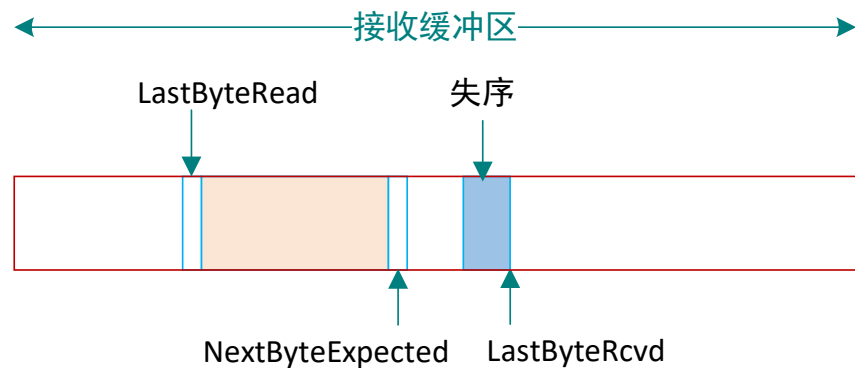 接收缓冲区
LastByteRead
失序
NextByteExpected
LastByteRcvd